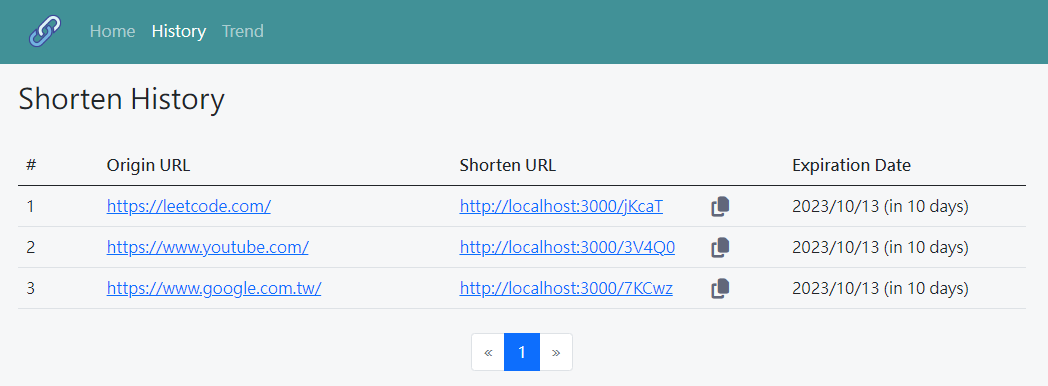 Home History Trend
Shorten History
# Origin URL Shorten URL Expiration Date
1 https://leetcode.com/ http://localhost:3000/jKcaT 2023/10/13 (in 10 days)
2 https://www.youtube.com/ http://localhost:3000/3V4Q0 2023/10/13 (in 10 days)
3 https://www.google.com.tw/ http://localhost:3000/7KCwz 2023/10/13 (in 10 days)
« 1 »